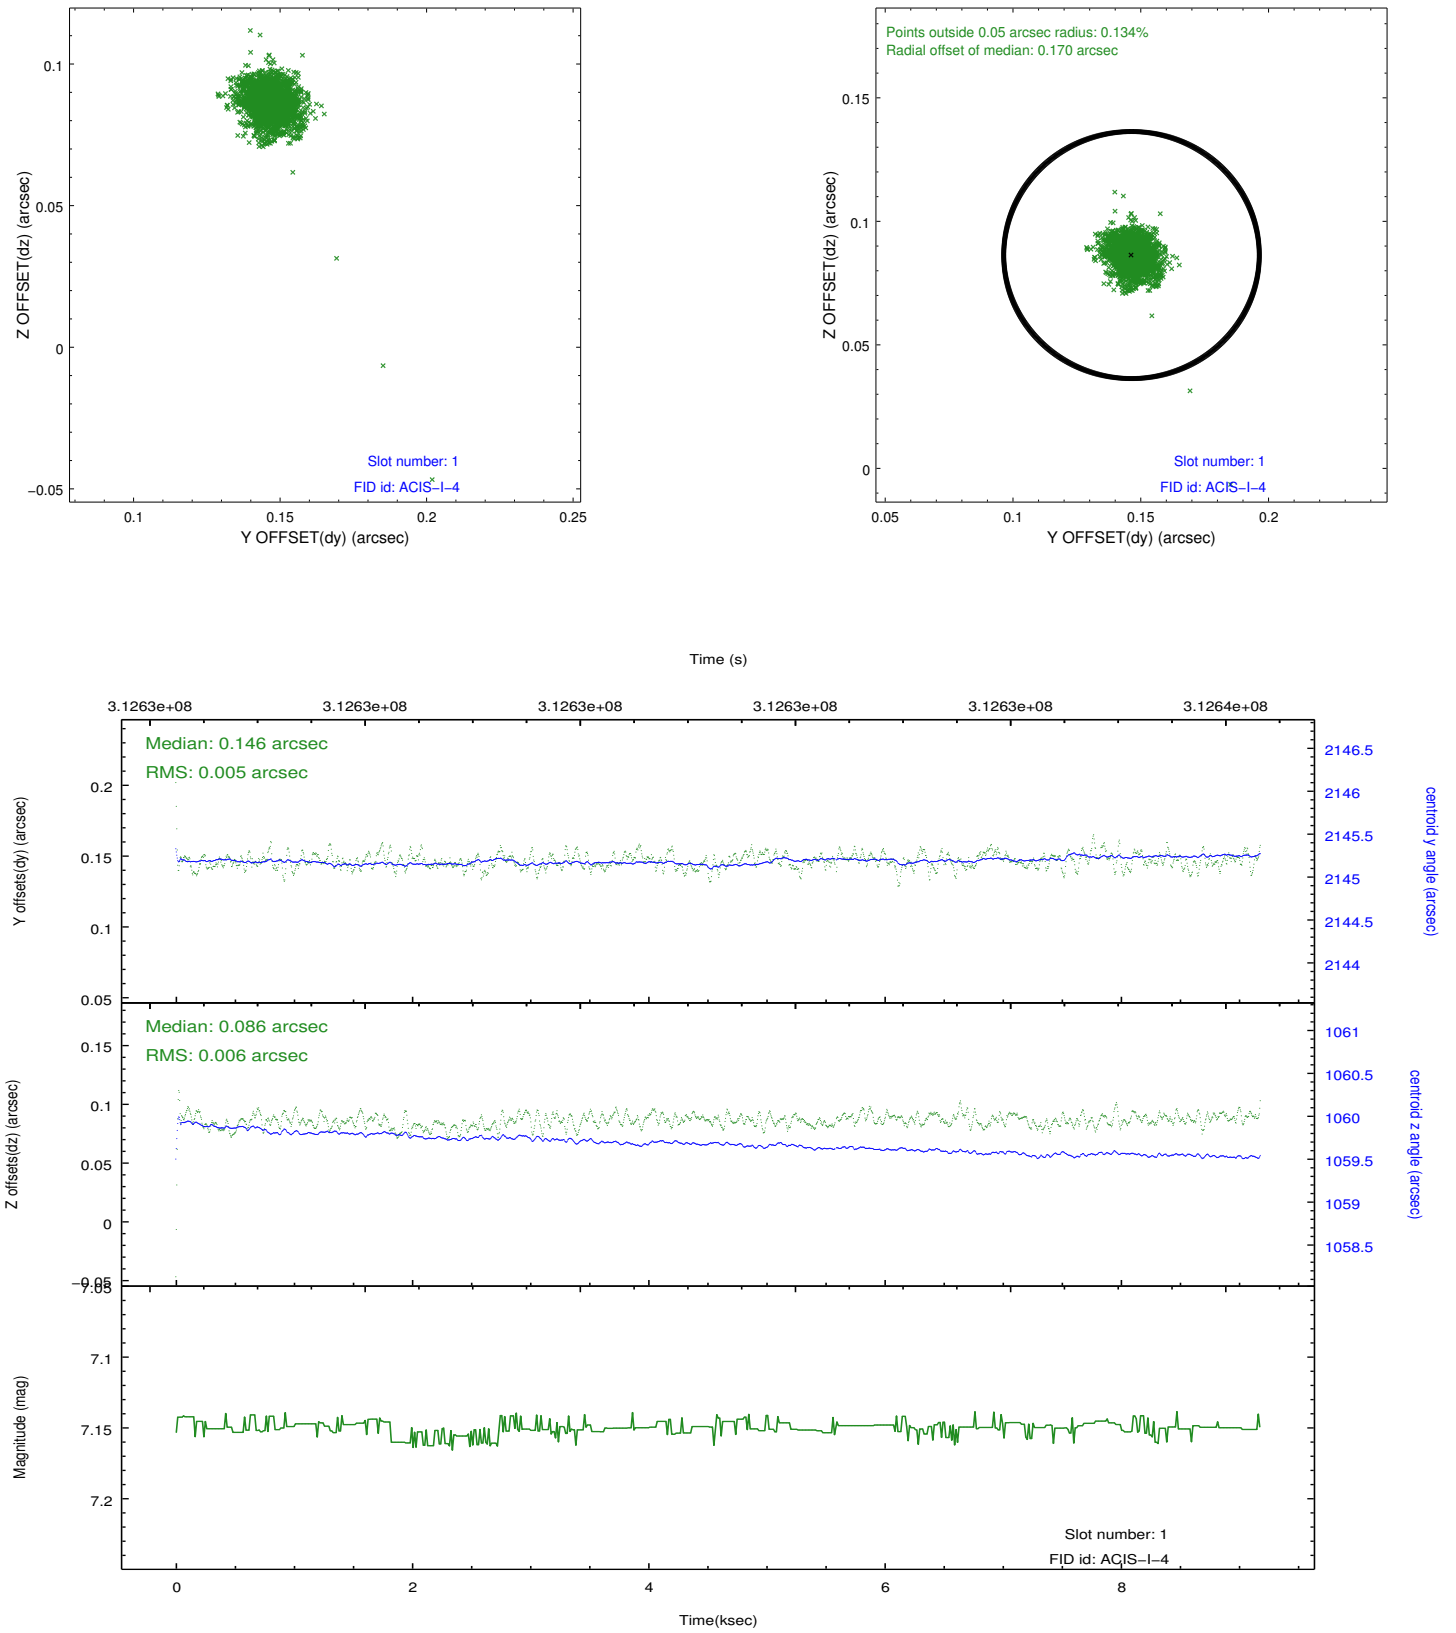 Z OFFSET(dz) (arcsec)
0.1
0.05
0
−0.05
Slot number: 1
FID id: ACIS−I−4
0.1 0.15 0.2 0.25
Y OFFSET(dy) (arcsec)
Points outside 0.05 arcsec radius: 0.134%
Radial offset of median: 0.170 arcsec
Z OFFSET(dz) (arcsec)
0.15
0.1
0.05
0
Slot number: 1
FID id: ACIS−I−4
0.05 0.1 0.15 0.2
Y OFFSET(dy) (arcsec)
Time (s)
3.1263e+08 3.1263e+08 3.1263e+08 3.1263e+08 3.1263e+08 3.1264e+08
Median: 0.146 arcsec
RMS: 0.005 arcsec
Y offsets(dy) (arcsec)
0.2
0.15
0.1
0.05
2146.5
2146
2145.5
2145
2144.5
2144
centroid y angle (arcsec)
Median: 0.086 arcsec
RMS: 0.006 arcsec
Z offsets(dz) (arcsec)
0.15
0.1
0.05
0
−0.05
1061
1060.5
1060
1059.5
1059
1058.5
centroid z angle (arcsec)
Magnitude (mag)
7.05
7.1
7.15
7.2
Slot number: 1
FID id: ACIS−I−4
0 2 4 6 8
Time(ksec)